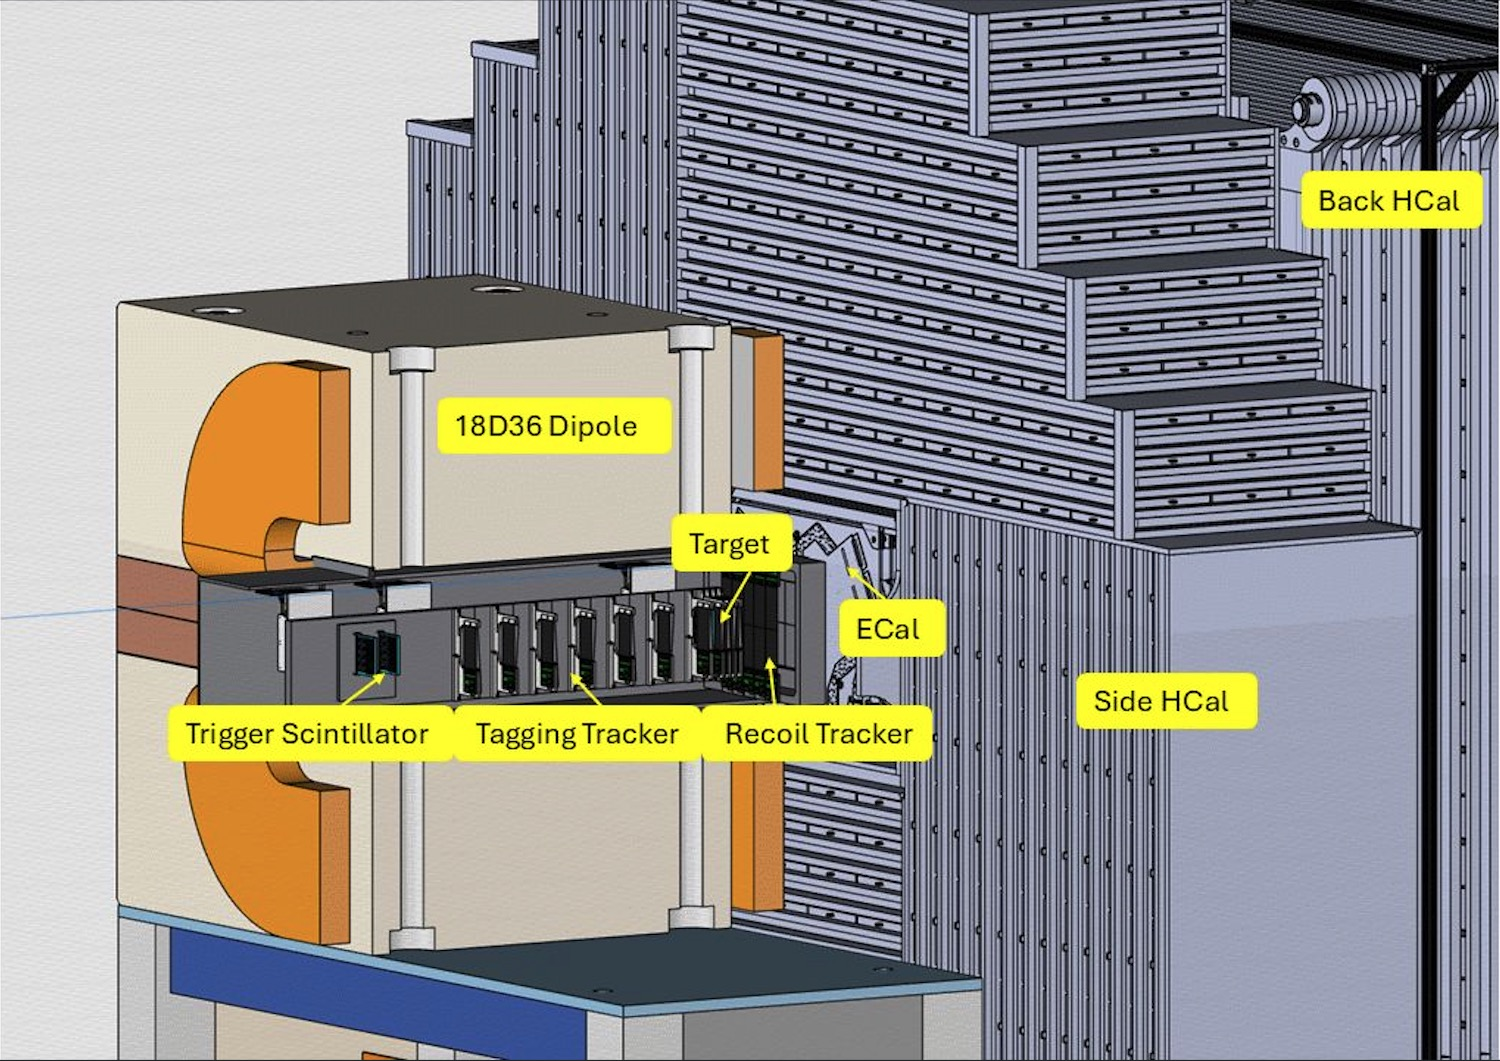 Back HCal
18D36 Dipole
Target
ECal
Side HCal
Trigger Scintillator
Tagging Tracker
Recoil Tracker